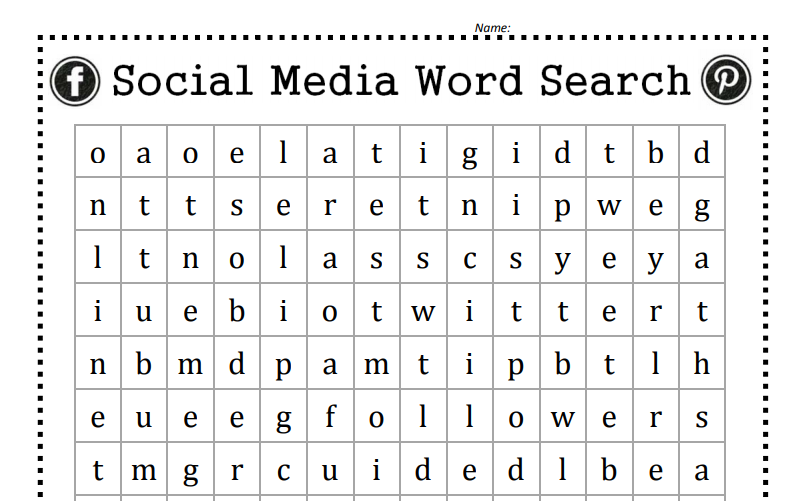 Name:
Social Media Word Search
o a o e l a t i g i d t b d
n t t s e r e t n i p w e g
l t n o l a s s c s y e y a
i u e b i o t w i t t e r t
n b m d p a m t i p b t l h
e u e e g f o l l o w e r s
t m g r c u i d e d l b e a